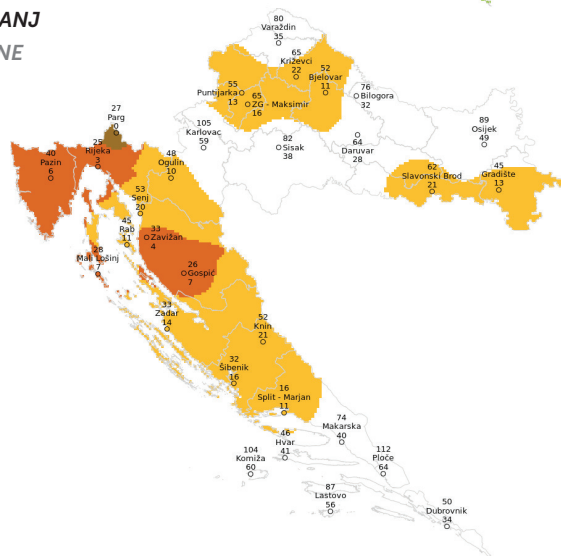 ANJ
NE
80
Varaždin
35
65
Križevci
22
52
Bjelovar
11
55
Puntijarka
13
65
ZG - Maksimir
16
76
Bilogora
32
27
Parg
0
105
Karlovac
59
82
Sisak
38
64
Daruvar
28
89
Osijek
49
40
Pazin
6
25
Rijeka
3
48
Ogulin
10
62
Slavonski Brod
21
45
Gradište
13
53
Senj
20
45
Rab
11
33
Zavižan
4
28
Mali Lošinj
7
26
Gospić
7
33
Zadar
14
52
Knin
21
32
Šibenik
16
16
Split - Marjan
11
74
Makarska
40
46
Hvar
41
104
Komiža
60
112
Ploče
64
87
Lastovo
56
50
Dubrovnik
34